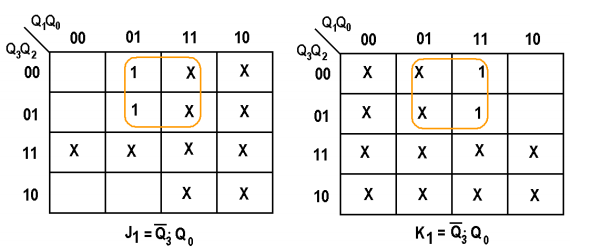 Q1Q0 Q1Q0
Q3Q2 00 01 11 10 Q3Q2 00 01 11 10
00 1 X X 00 X X 1
01 1 X X 01 X X 1
11 X X X X 11 X X X X
10 X X 10 X X X X
J1 = Q̅3. Q0 K1 = Q̅3. Q0